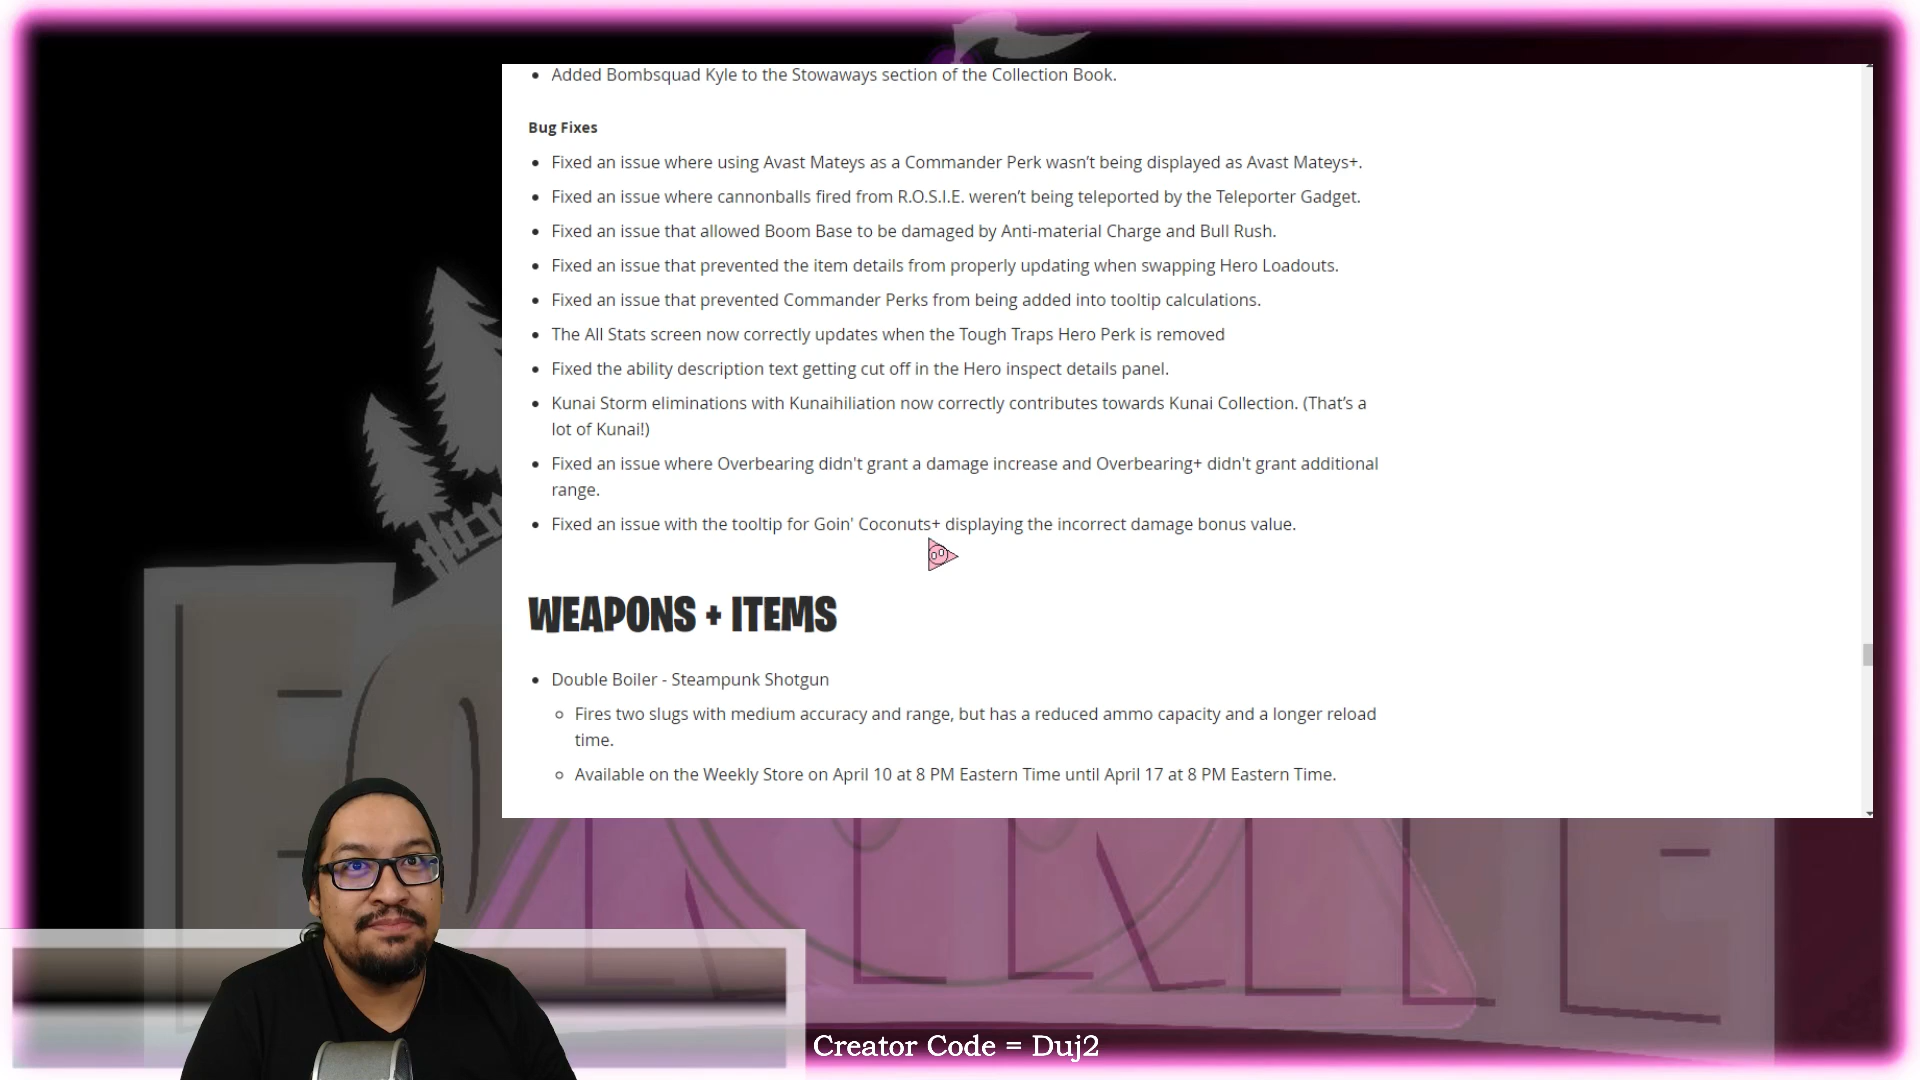 Added Bombsquad Kyle to the Stowaways section of the Collection Book.
Bug Fixes
Fixed an issue where using Avast Mateys as a Commander Perk wasn’t being displayed as Avast Mateys+.
Fixed an issue where cannonballs fired from R.O.S.I.E. weren’t being teleported by the Teleporter Gadget.
Fixed an issue that allowed Boom Base to be damaged by Anti-material Charge and Bull Rush.
Fixed an issue that prevented the item details from properly updating when swapping Hero Loadouts.
Fixed an issue that prevented Commander Perks from being added into tooltip calculations.
The All Stats screen now correctly updates when the Tough Traps Hero Perk is removed
Fixed the ability description text getting cut off in the Hero inspect details panel.
Kunai Storm eliminations with Kunaihiliation now correctly contributes towards Kunai Collection. (That’s a
lot of Kunai!)
Fixed an issue where Overbearing didn't grant a damage increase and Overbearing+ didn't grant additional
range.
Fixed an issue with the tooltip for Goin' Coconuts+ displaying the incorrect damage bonus value.
WEAPONS + ITEMS
Double Boiler - Steampunk Shotgun
Fires two slugs with medium accuracy and range, but has a reduced ammo capacity and a longer reload
time.
Available on the Weekly Store on April 10 at 8 PM Eastern Time until April 17 at 8 PM Eastern Time.
Creator Code = Duj2